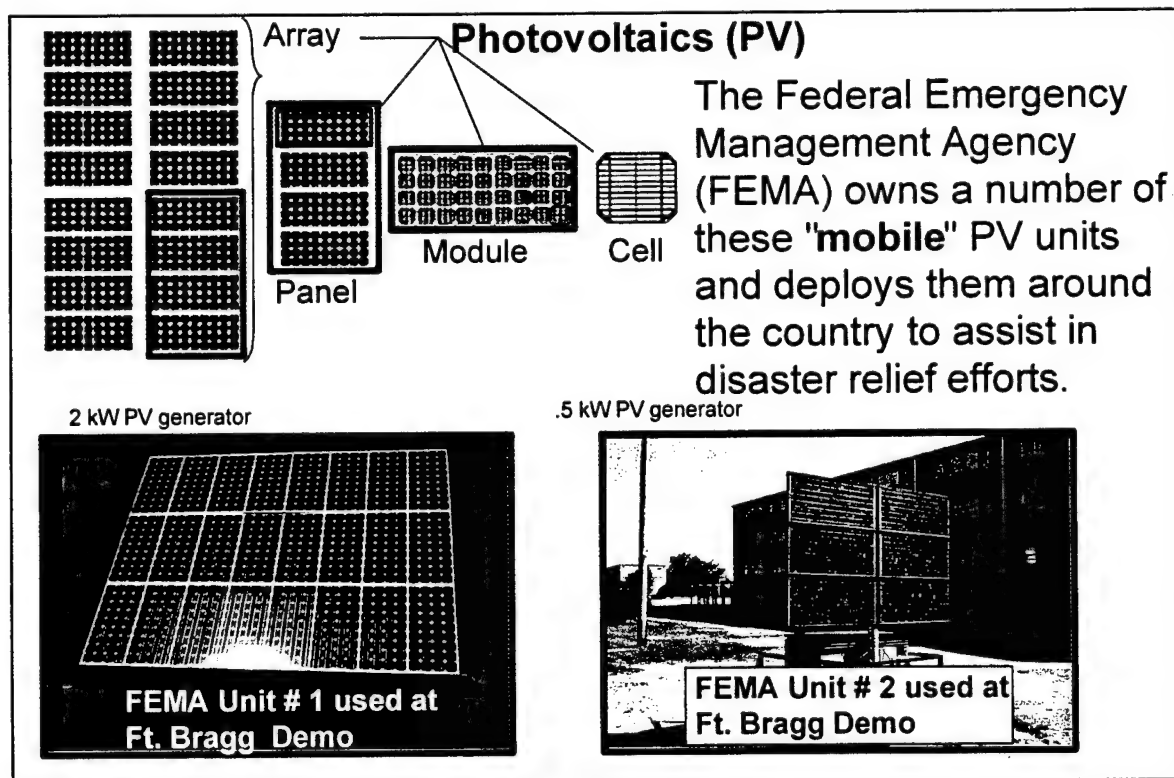 Array
Photovoltaics (PV)
Panel
Module
Cell
The Federal Emergency
Management Agency
(FEMA) owns a number of
these "mobile" PV units
and deploys them around
the country to assist in
disaster relief efforts.
2 kW PV generator
.5 kW PV generator
FEMA Unit # 1 used at
Ft. Bragg Demo
FEMA Unit # 2 used at
Ft. Bragg Demo